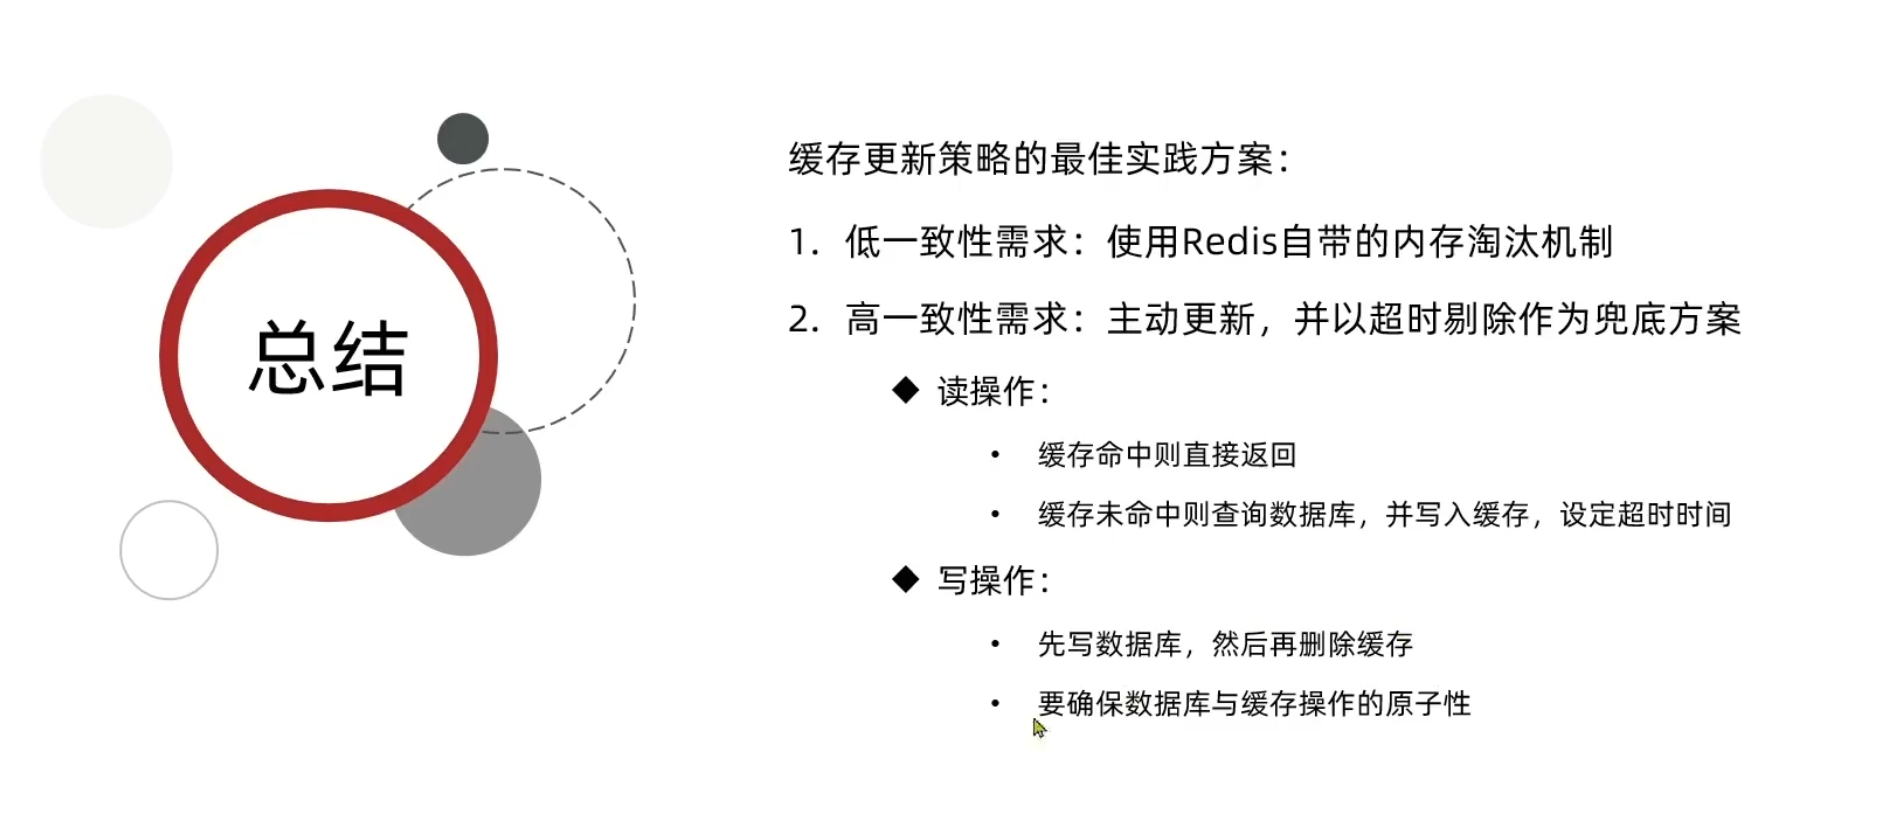 总结
缓存更新策略的最佳实践方案：
1. 低一致性需求：使用Redis自带的内存淘汰机制
2. 高一致性需求：主动更新，并以超时剔除作为兜底方案
◆ 读操作：
• 缓存命中则直接返回
• 缓存未命中则查询数据库，并写入缓存，设定超时时间
◆ 写操作：
• 先写数据库，然后再删除缓存
• 要确保数据库与缓存操作的原子性